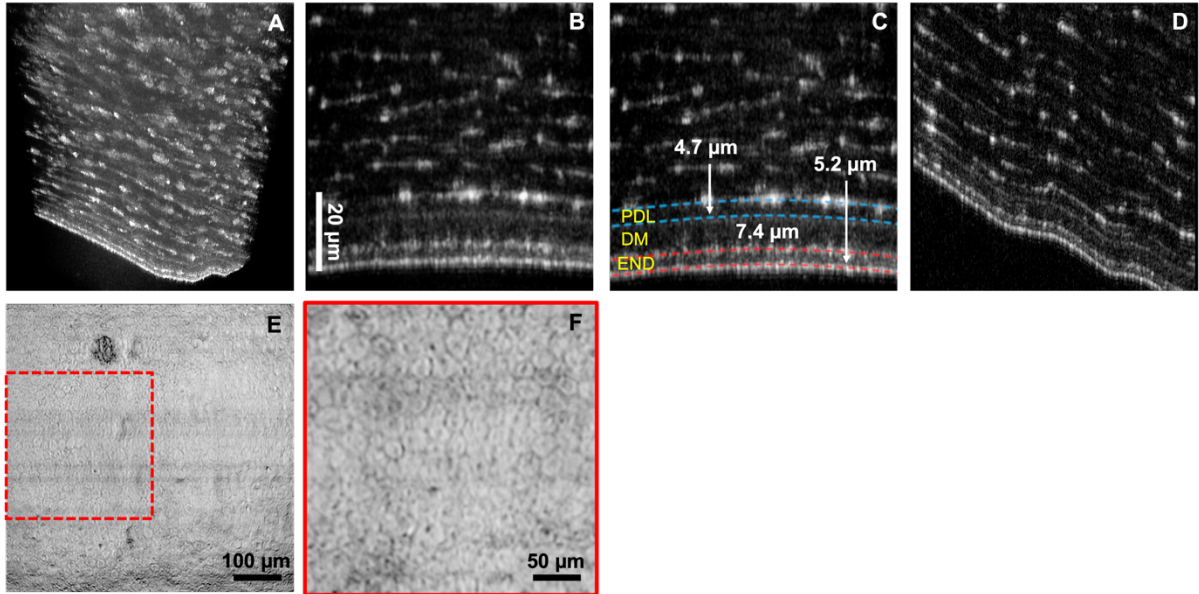 A
B
C
D
20 µm
4.7 µm
5.2 µm
PDL
DM
7.4 µm
END
E
F
100 µm
50 µm